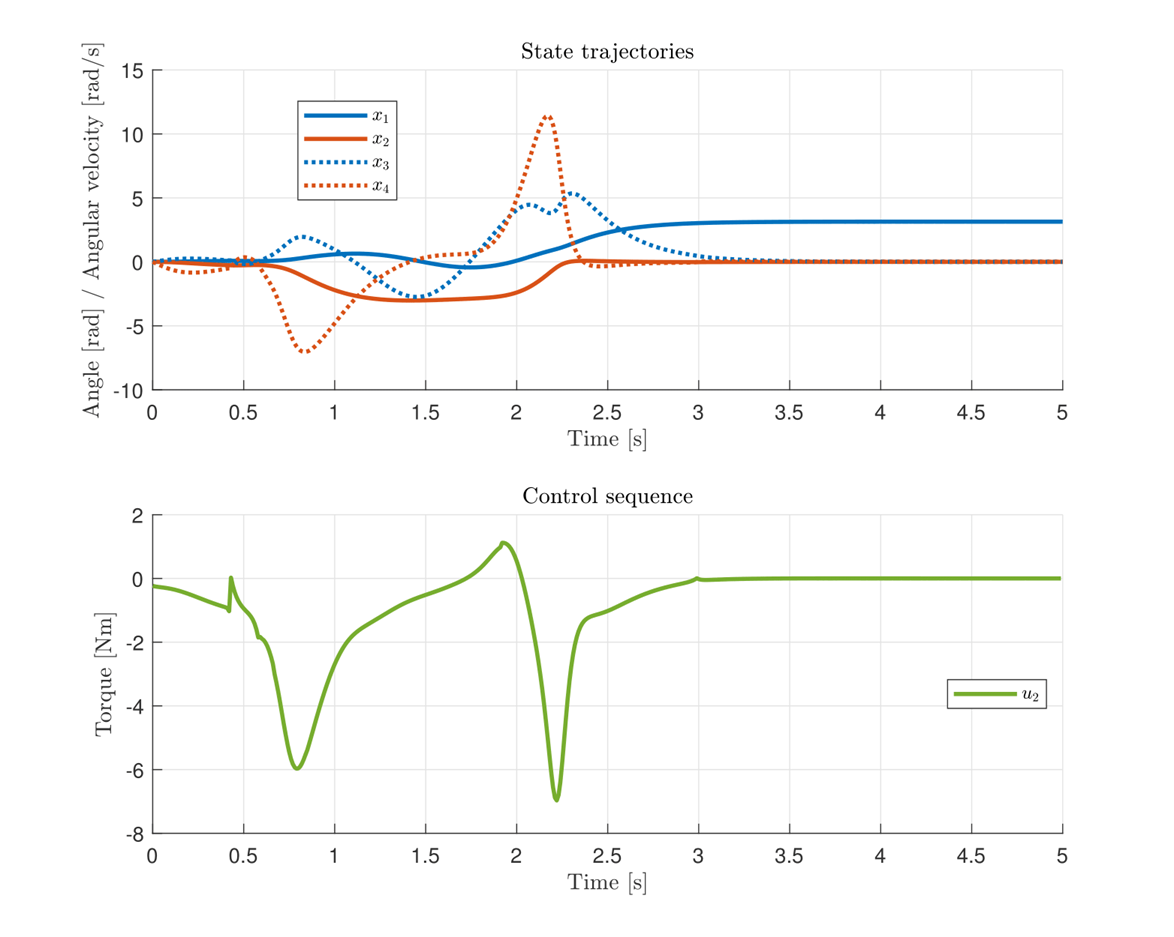 State trajectories
Angle [rad] / Angular velocity [rad/s]
15
10
5
0
-5
-10
x₁
x₂
x₃
x₄
0 0.5 1 1.5 2 2.5 3 3.5 4 4.5 5
Time [s]
Control sequence
Torque [Nm]
2
0
-2
-4
-6
-8
u₂
0 0.5 1 1.5 2 2.5 3 3.5 4 4.5 5
Time [s]